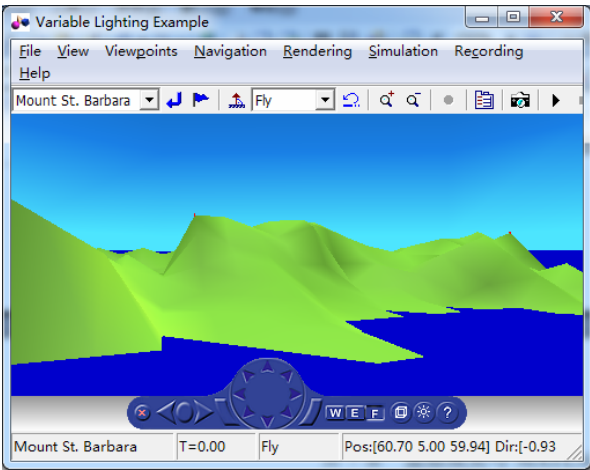 Variable Lighting Example
File View Viewpoints Navigation Rendering Simulation Recording
Help
Mount St. Barbara Fly
W E F ?
Mount St. Barbara T=0.00 Fly Pos:[60.70 5.00 59.94] Dir:[-0.93